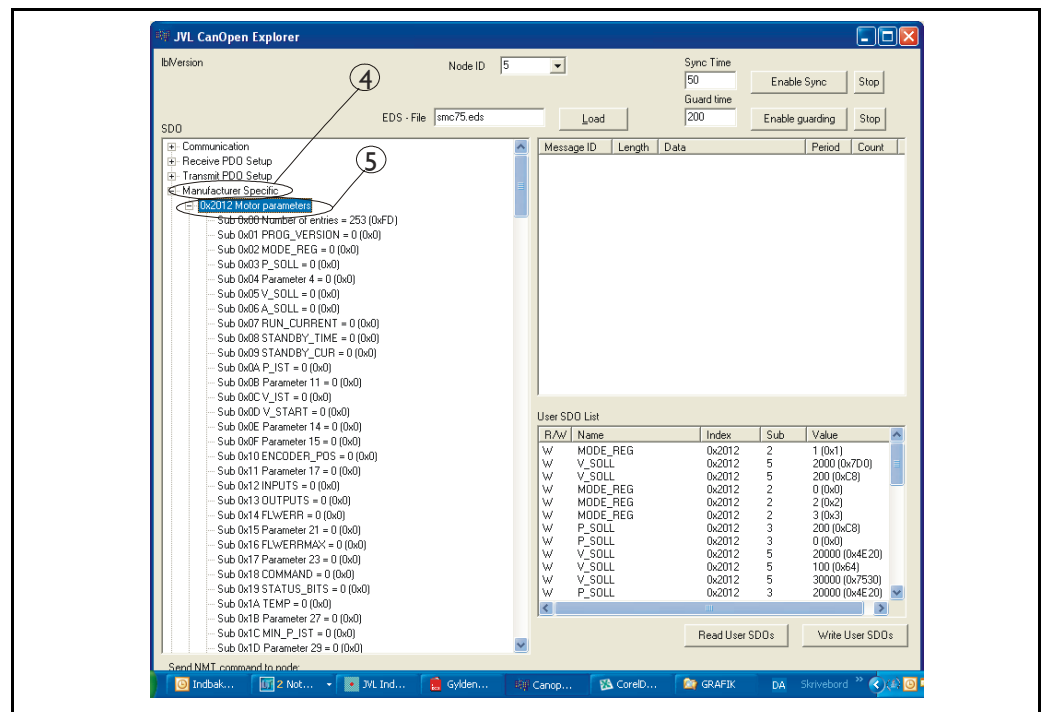 JVL CanOpen Explorer
lblVersion
Node ID 5
Sync Time
50 Enable Sync Stop
Guard time
EDS - File smc75.eds Load
200 Enable guarding Stop
SDO
4
5
Communication
Receive PDO Setup
Transmit PDO Setup
Manufacturer Specific
0x2012 Motor parameters
Sub 0x00 Number of entries = 253 (0xFD)
Sub 0x01 PROG_VERSION = 0 (0x0)
Sub 0x02 MODE_REG = 0 (0x0)
Sub 0x03 P_SOLL = 0 (0x0)
Sub 0x04 Parameter 4 = 0 (0x0)
Sub 0x05 V_SOLL = 0 (0x0)
Sub 0x06 A_SOLL = 0 (0x0)
Sub 0x07 RUN_CURRENT = 0 (0x0)
Sub 0x08 STANDBY_TIME = 0 (0x0)
Sub 0x09 STANDBY_CUR = 0 (0x0)
Sub 0x0A P_IST = 0 (0x0)
Sub 0x0B Parameter 11 = 0 (0x0)
Sub 0x0C V_IST = 0 (0x0)
Sub 0x0D V_START = 0 (0x0)
Sub 0x0E Parameter 14 = 0 (0x0)
Sub 0x0F Parameter 15 = 0 (0x0)
Sub 0x10 ENCODER_POS = 0 (0x0)
Sub 0x11 Parameter 17 = 0 (0x0)
Sub 0x12 INPUTS = 0 (0x0)
Sub 0x13 OUTPUTS = 0 (0x0)
Sub 0x14 FLWERR = 0 (0x0)
Sub 0x15 Parameter 21 = 0 (0x0)
Sub 0x16 FLWERRMAX = 0 (0x0)
Sub 0x17 Parameter 23 = 0 (0x0)
Sub 0x18 COMMAND = 0 (0x0)
Sub 0x19 STATUS_BITS = 0 (0x0)
Sub 0x1A TEMP = 0 (0x0)
Sub 0x1B Parameter 27 = 0 (0x0)
Sub 0x1C MIN_P_IST = 0 (0x0)
Sub 0x1D Parameter 29 = 0 (0x0)
Message ID Length Data Period Count
User SDO List
R/W Name Index Sub Value
W MODE_REG 0x2012 2 1 (0x1)
W V_SOLL 0x2012 5 2000 (0x7D0)
W V_SOLL 0x2012 5 200 (0xC8)
W MODE_REG 0x2012 2 0 (0x0)
W MODE_REG 0x2012 2 2 (0x2)
W MODE_REG 0x2012 2 3 (0x3)
W P_SOLL 0x2012 3 200 (0xC8)
W P_SOLL 0x2012 3 0 (0x0)
W V_SOLL 0x2012 5 20000 (0x4E20)
W V_SOLL 0x2012 5 100 (0x64)
W V_SOLL 0x2012 5 30000 (0x7530)
W P_SOLL 0x2012 3 20000 (0x4E20)
Read User SDOs Write User SDOs
Send NMT command to node:
Indbak... 2 Not... JVL Ind... Gylden... Canop... CorelD... GRAFIK DA Skrivebord